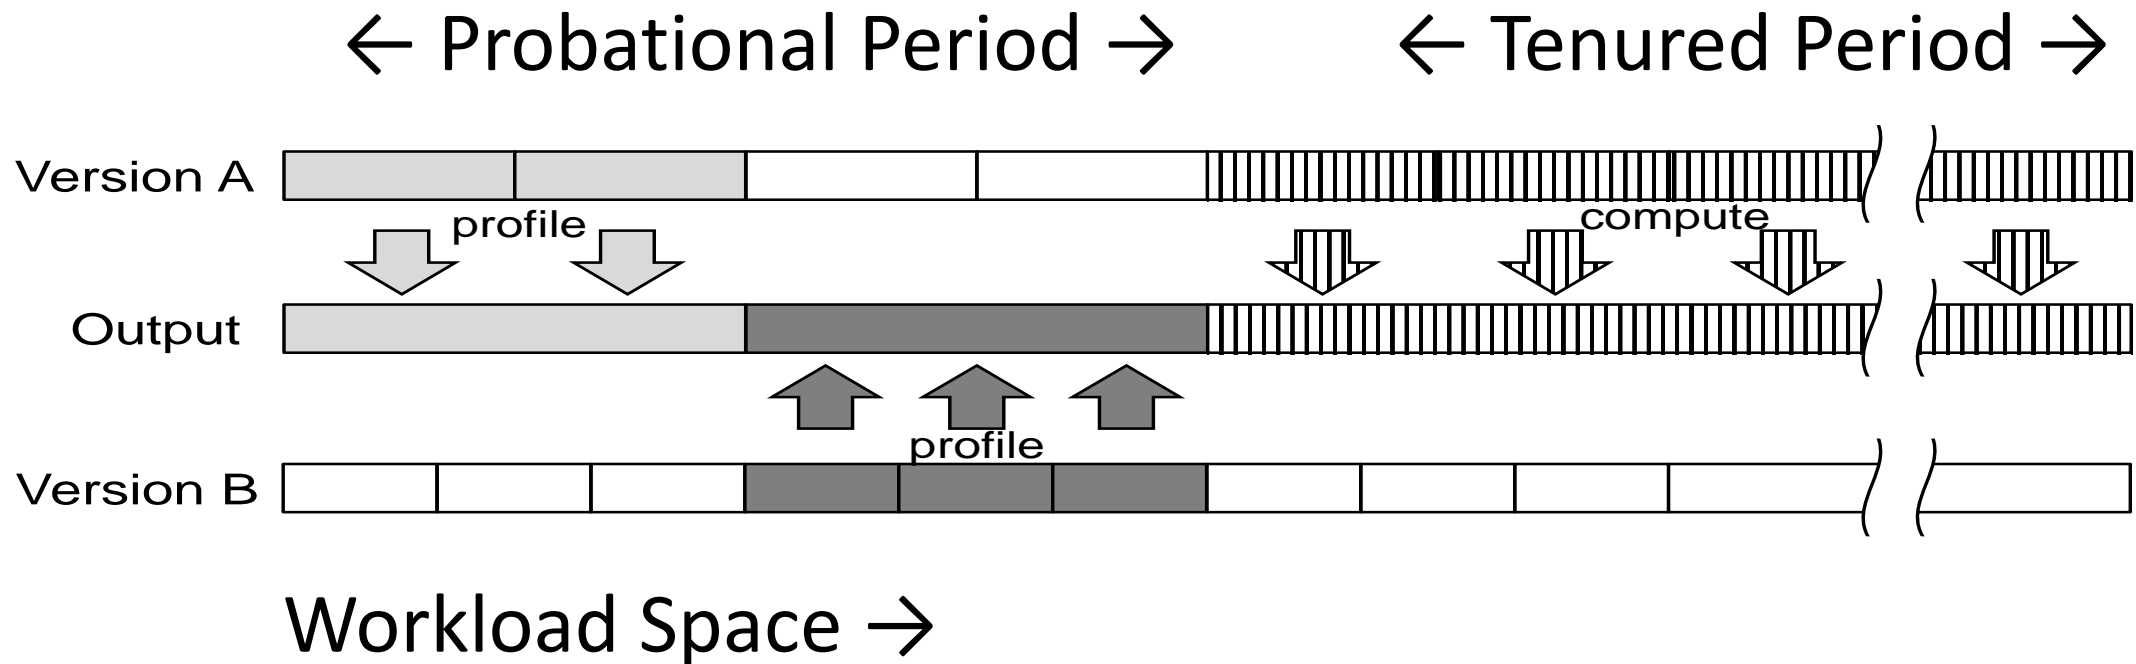 ← Probational Period → ← Tenured Period →
Version A
profile
compute
Output
profile
Version B
Workload Space →